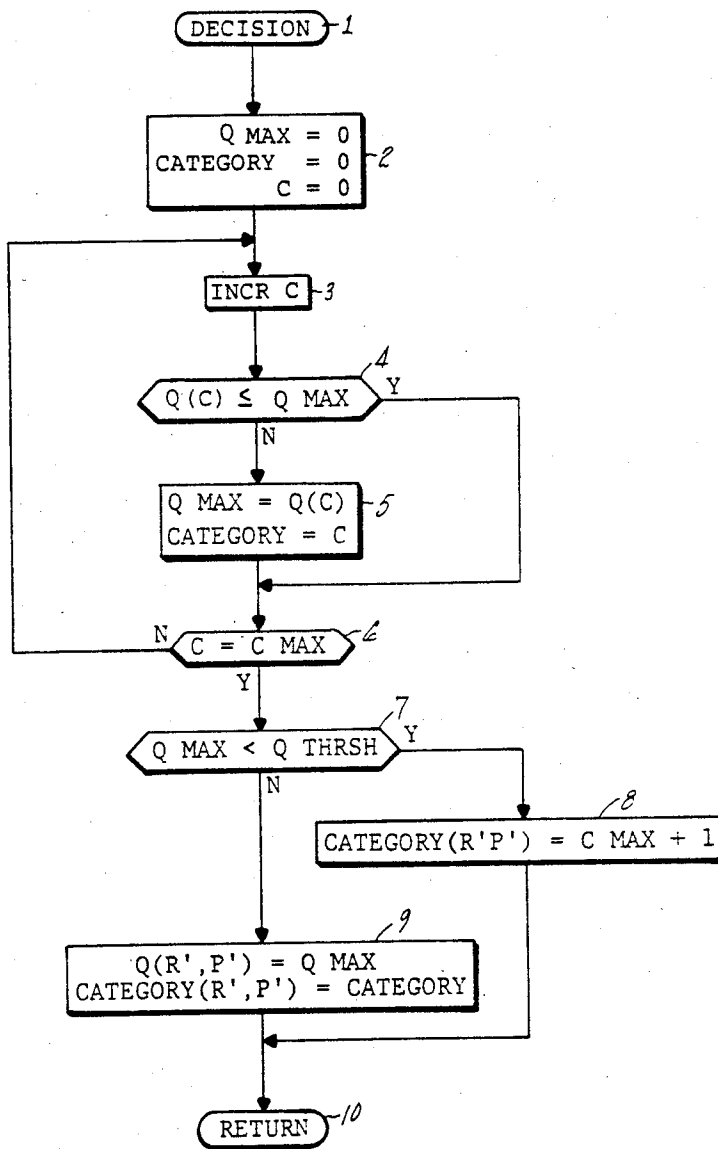 DECISION 1
Q MAX = 0
CATEGORY = 0
C = 0
2
INCR C 3
4
Q(C) ≤ Q MAX Y
N
Q MAX = Q(C)
CATEGORY = C
5
N C = C MAX 6
Y
7
Q MAX < Q THRSH Y
N
8
CATEGORY(R'P') = C MAX + 1
9
Q(R',P') = Q MAX
CATEGORY(R',P') = CATEGORY
RETURN 10